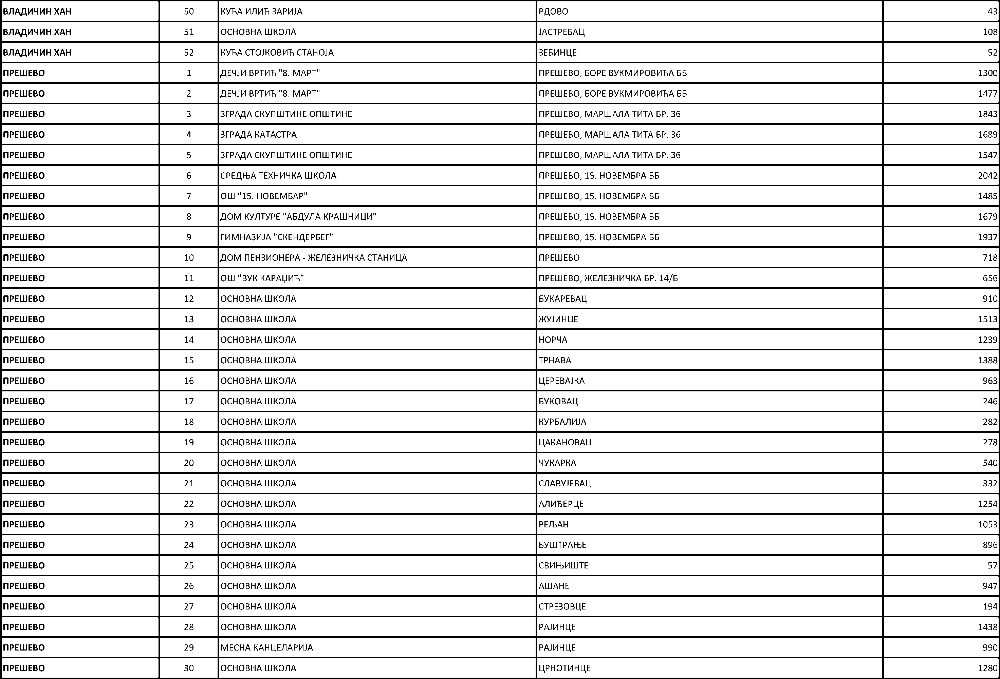 ВЛАДИЧИН ХАН 50 КУЋА ИЛИЋ ЗАРИЈА РДОВО 43
ВЛАДИЧИН ХАН 51 ОСНОВНА ШКОЛА ЈАСТРЕБАЦ 108
ВЛАДИЧИН ХАН 52 КУЋА СТОЈКОВИЋ СТАНОЈА ЗЕБИНЦЕ 52
ПРЕШЕВО 1 ДЕЧЈИ ВРТИЋ "8. МАРТ" ПРЕШЕВО, БОРЕ ВУКМИРОВИЋА ББ 1300
ПРЕШЕВО 2 ДЕЧЈИ ВРТИЋ "8. МАРТ" ПРЕШЕВО, БОРЕ ВУКМИРОВИЋА ББ 1477
ПРЕШЕВО 3 ЗГРАДА СКУПШТИНЕ ОПШТИНЕ ПРЕШЕВО, МАРШАЛА ТИТА БР. 36 1843
ПРЕШЕВО 4 ЗГРАДА КАТАСТРА ПРЕШЕВО, МАРШАЛА ТИТА БР. 36 1689
ПРЕШЕВО 5 ЗГРАДА СКУПШТИНЕ ОПШТИНЕ ПРЕШЕВО, МАРШАЛА ТИТА БР. 36 1547
ПРЕШЕВО 6 СРЕДЊА ТЕХНИЧКА ШКОЛА ПРЕШЕВО, 15. НОВЕМБРА ББ 2042
ПРЕШЕВО 7 ОШ "15. НОВЕМБАР" ПРЕШЕВО, 15. НОВЕМБРА ББ 1485
ПРЕШЕВО 8 ДОМ КУЛТУРЕ "АБДУЛА КРАШНИЦИ" ПРЕШЕВО, 15. НОВЕМБРА ББ 1679
ПРЕШЕВО 9 ГИМНАЗИЈА "СКЕНДЕРБЕГ" ПРЕШЕВО, 15. НОВЕМБРА ББ 1937
ПРЕШЕВО 10 ДОМ ПЕНЗИОНЕРА - ЖЕЛЕЗНИЧКА СТАНИЦА ПРЕШЕВО 718
ПРЕШЕВО 11 ОШ "ВУК КАРАЏИЋ" ПРЕШЕВО, ЖЕЛЕЗНИЧКА БР. 14/Б 656
ПРЕШЕВО 12 ОСНОВНА ШКОЛА БУКАРЕВАЦ 910
ПРЕШЕВО 13 ОСНОВНА ШКОЛА ЖУЈИНЦЕ 1513
ПРЕШЕВО 14 ОСНОВНА ШКОЛА НОРЧА 1239
ПРЕШЕВО 15 ОСНОВНА ШКОЛА ТРНАВА 1388
ПРЕШЕВО 16 ОСНОВНА ШКОЛА ЦЕРЕВАЈКА 963
ПРЕШЕВО 17 ОСНОВНА ШКОЛА БУКОВАЦ 246
ПРЕШЕВО 18 ОСНОВНА ШКОЛА КУРБАЛИЈА 282
ПРЕШЕВО 19 ОСНОВНА ШКОЛА ЦАКАНОВАЦ 278
ПРЕШЕВО 20 ОСНОВНА ШКОЛА ЧУКАРКА 540
ПРЕШЕВО 21 ОСНОВНА ШКОЛА СЛАВУЈЕВАЦ 332
ПРЕШЕВО 22 ОСНОВНА ШКОЛА АЛИЂЕРЦЕ 1254
ПРЕШЕВО 23 ОСНОВНА ШКОЛА РЕЉАН 1053
ПРЕШЕВО 24 ОСНОВНА ШКОЛА БУШТРАЊЕ 896
ПРЕШЕВО 25 ОСНОВНА ШКОЛА СВИЊИШТЕ 57
ПРЕШЕВО 26 ОСНОВНА ШКОЛА АШАНЕ 947
ПРЕШЕВО 27 ОСНОВНА ШКОЛА СТРЕЗОВЦЕ 194
ПРЕШЕВО 28 ОСНОВНА ШКОЛА РАЈИНЦЕ 1438
ПРЕШЕВО 29 МЕСНА КАНЦЕЛАРИЈА РАЈИНЦЕ 990
ПРЕШЕВО 30 ОСНОВНА ШКОЛА ЦРНОТИНЦЕ 1280